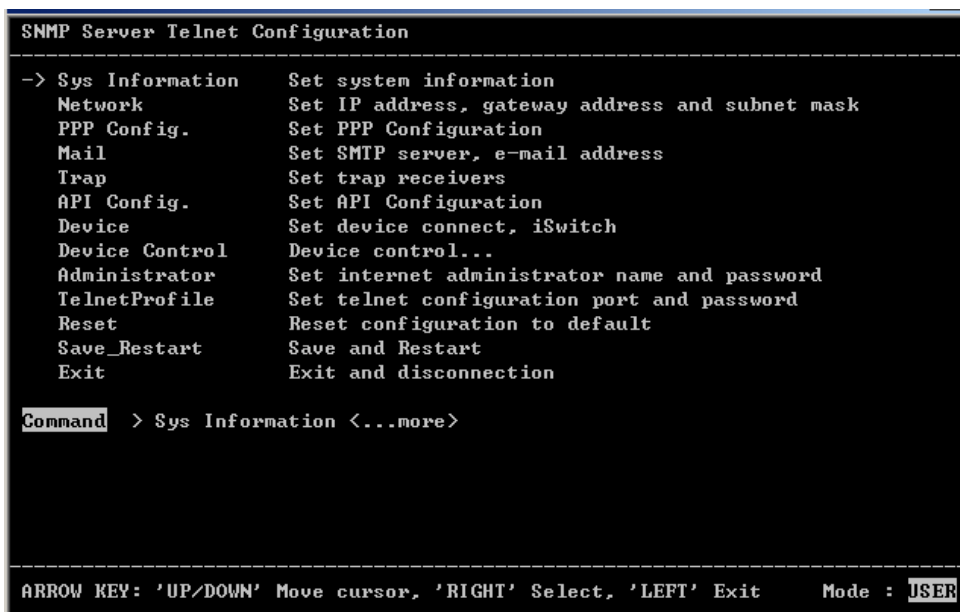 SNMP Server Telnet Configuration
-> Sys Information Set system information
Network Set IP address, gateway address and subnet mask
PPP Config. Set PPP Configuration
Mail Set SMTP server, e-mail address
Trap Set trap receivers
API Config. Set API Configuration
Device Set device connect, iSwitch
Device Control Device control...
Administrator Set internet administrator name and password
TelnetProfile Set telnet configuration port and password
Reset Reset configuration to default
Save_Restart Save and Restart
Exit Exit and disconnection
Command > Sys Information <...more>
ARROW KEY: 'UP/DOWN' Move cursor, 'RIGHT' Select, 'LEFT' Exit Mode : USER